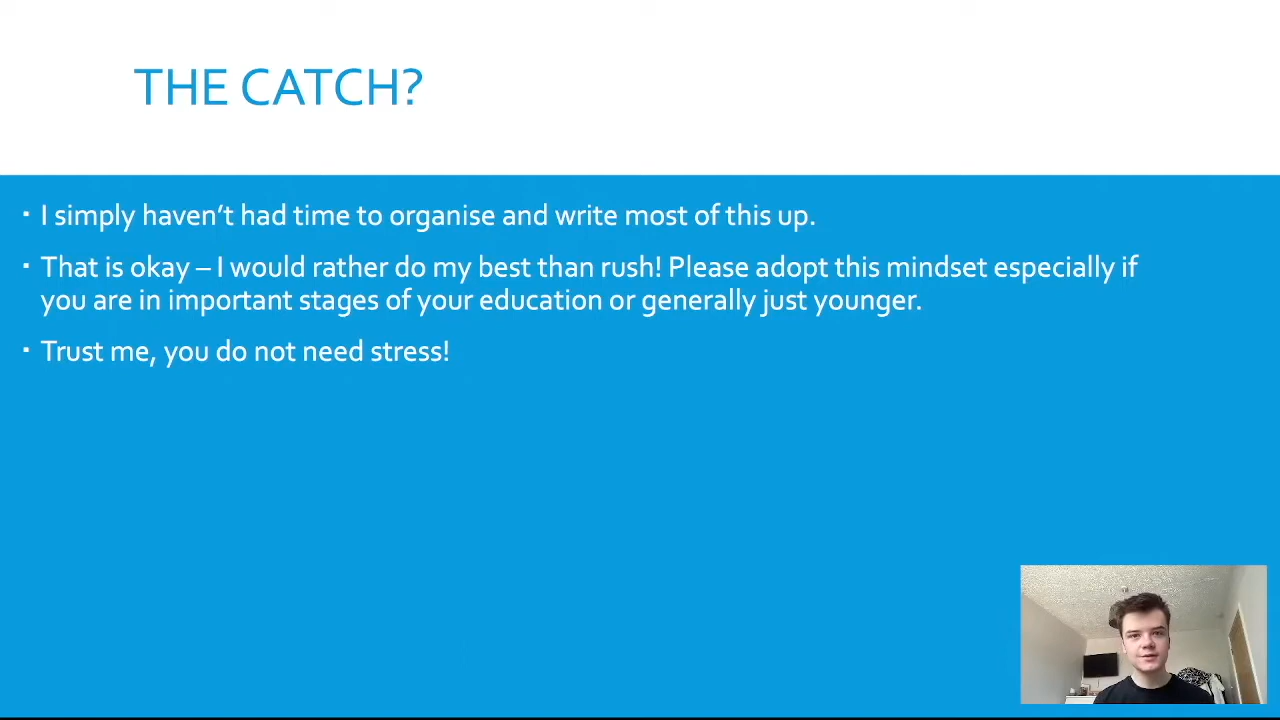 THE CATCH?
▪ I simply haven’t had time to organise and write most of this up.
▪ That is okay – I would rather do my best than rush! Please adopt this mindset especially if
you are in important stages of your education or generally just younger.
▪ Trust me, you do not need stress!